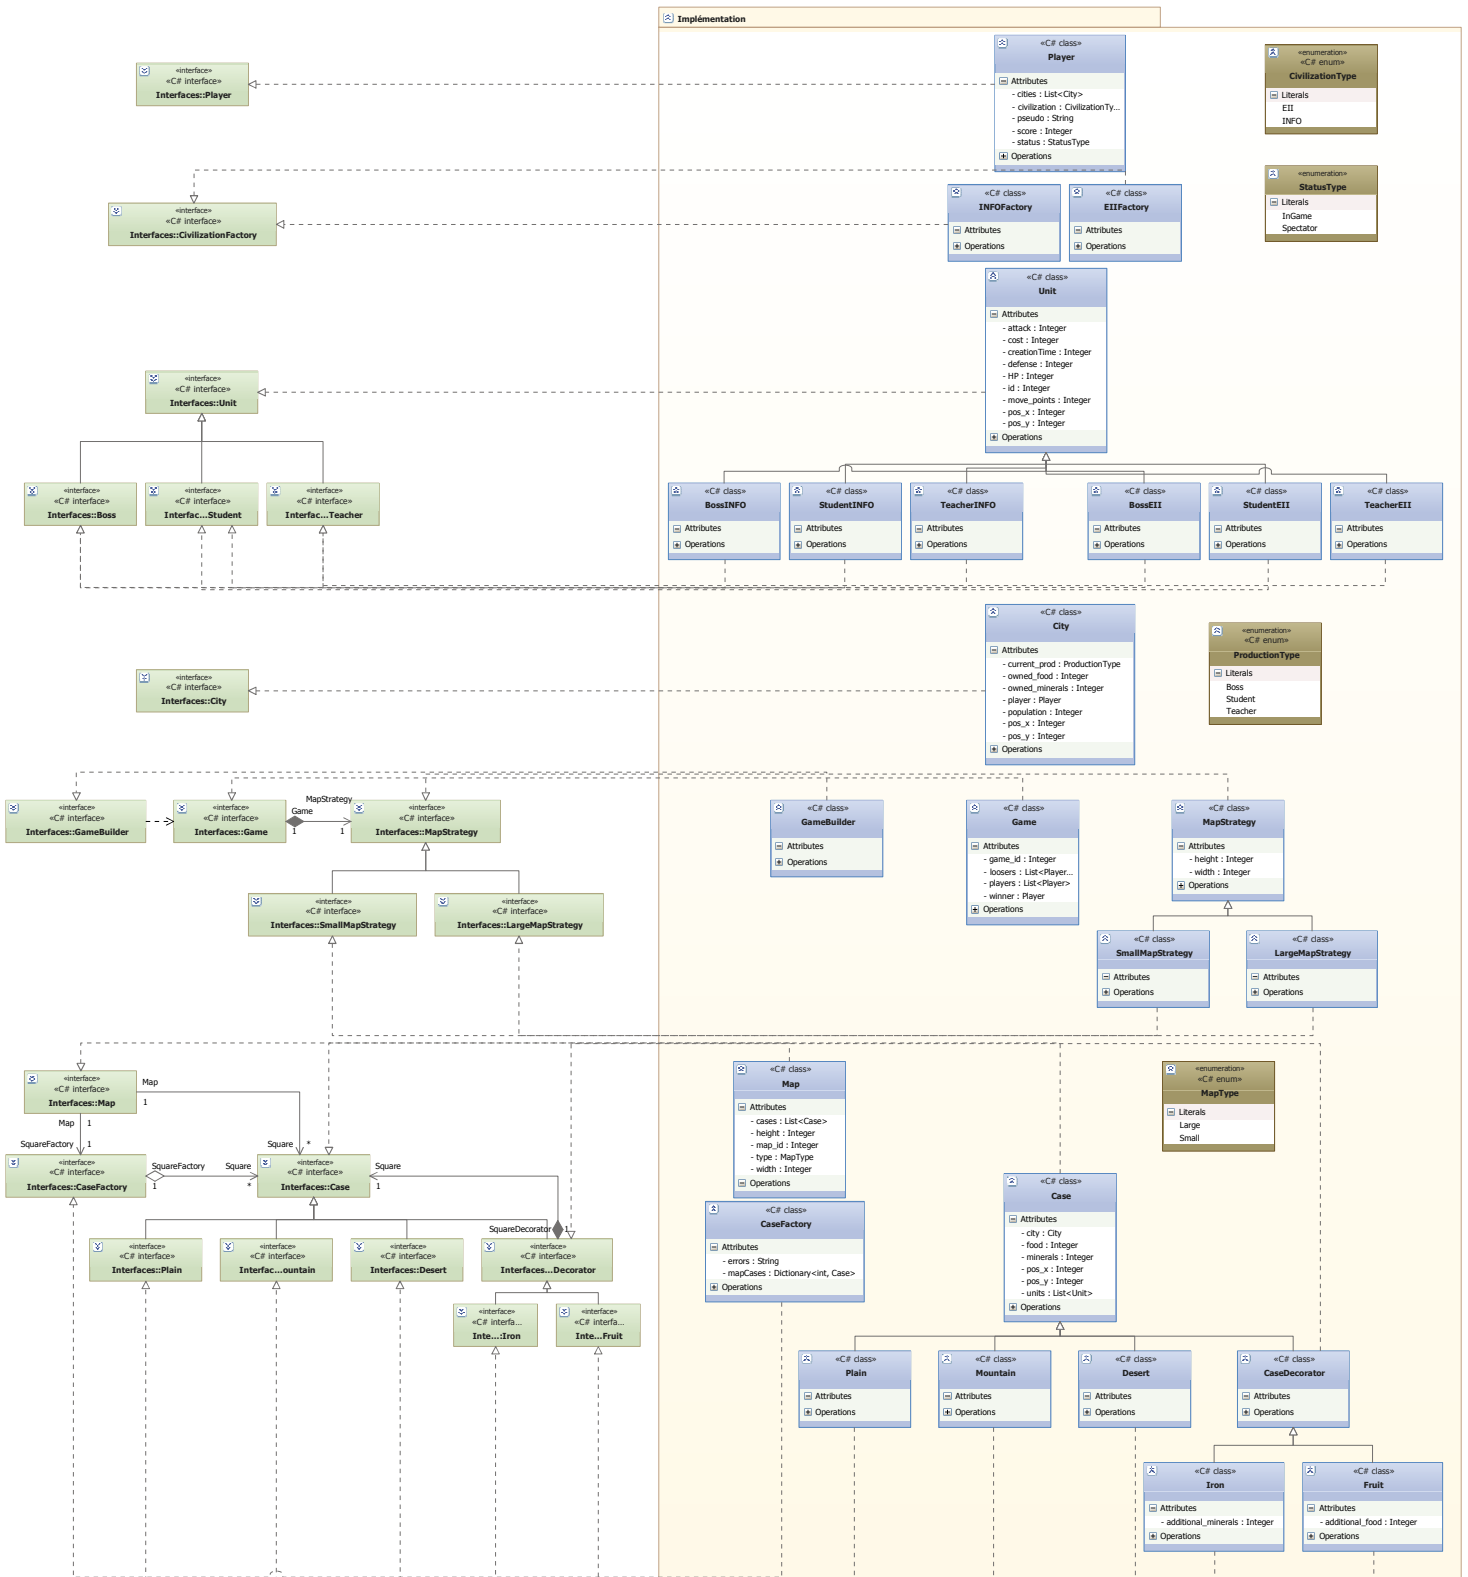 Implémentation
«C# class»
Player
Attributes
- cities : List<City>
- civilization : CivilizationTy...
- pseudo : String
- score : Integer
- status : StatusType
Operations
«enumeration»
«C# enum»
CivilizationType
Literals
EII
INFO
«interface»
«C# interface»
Interfaces::Player
«enumeration»
StatusType
Literals
InGame
Spectator
«interface»
«C# interface»
Interfaces::CivilizationFactory
«C# class»
INFOFactory
Attributes
Operations
«C# class»
EIIFactory
Attributes
Operations
«C# class»
Unit
Attributes
- attack : Integer
- cost : Integer
- creationTime : Integer
- defense : Integer
- HP : Integer
- id : Integer
- move_points : Integer
- pos_x : Integer
- pos_y : Integer
Operations
«interface»
«C# interface»
Interfaces::Unit
«interface»
«C# interface»
Interfaces::Boss
«interface»
«C# interface»
Interfac...Student
«interface»
«C# interface»
Interfac...Teacher
«C# class»
BossINFO
Attributes
Operations
«C# class»
StudentINFO
Attributes
Operations
«C# class»
TeacherINFO
Attributes
Operations
«C# class»
BossEII
Attributes
Operations
«C# class»
StudentEII
Attributes
Operations
«C# class»
TeacherEII
Attributes
Operations
«C# class»
City
Attributes
- current_prod : ProductionType
- owned_food : Integer
- owned_minerals : Integer
- player : Player
- population : Integer
- pos_x : Integer
- pos_y : Integer
Operations
«enumeration»
«C# enum»
ProductionType
Literals
Boss
Student
Teacher
«interface»
«C# interface»
Interfaces::City
«interface»
«C# interface»
Interfaces::GameBuilder
«interface»
«C# interface»
Interfaces::Game
MapStrategy
Game
1
1
«interface»
«C# interface»
Interfaces::MapStrategy
«C# class»
GameBuilder
Attributes
Operations
«C# class»
Game
Attributes
- game_id : Integer
- loosers : List<Player...
- players : List<Player>
- winner : Player
Operations
«C# class»
MapStrategy
Attributes
- height : Integer
- width : Integer
Operations
«interface»
«C# interface»
Interfaces::SmallMapStrategy
«interface»
«C# interface»
Interfaces::LargeMapStrategy
«C# class»
SmallMapStrategy
Attributes
Operations
«C# class»
LargeMapStrategy
Attributes
Operations
«interface»
«C# interface»
Interfaces::Map
Map
1
Map
1
SquareFactory
1
Square
*
«C# class»
Map
Attributes
- cases : List<Case>
- height : Integer
- map_id : Integer
- type : MapType
- width : Integer
Operations
«enumeration»
«C# enum»
MapType
Literals
Large
Small
«interface»
«C# interface»
Interfaces::CaseFactory
SquareFactory
1
Square
*
«interface»
«C# interface»
Interfaces::Case
Square
1
SquareDecorator
1
«C# class»
CaseFactory
Attributes
- errors : String
- mapCases : Dictionary<int, Case>
Operations
«C# class»
Case
Attributes
- city : City
- food : Integer
- minerals : Integer
- pos_x : Integer
- pos_y : Integer
- units : List<Unit>
Operations
«interface»
«C# interface»
Interfaces::Plain
«interface»
«C# interface»
Interfac...ountain
«interface»
«C# interface»
Interfaces::Desert
«interface»
«C# interface»
Interfaces...Decorator
«interface»
«C# interfa...
Inte...:Iron
«interface»
«C# interfa...
Inte...Fruit
«C# class»
Plain
Attributes
Operations
«C# class»
Mountain
Attributes
Operations
«C# class»
Desert
Attributes
Operations
«C# class»
CaseDecorator
Attributes
Operations
«C# class»
Iron
Attributes
- additional_minerals : Integer
Operations
«C# class»
Fruit
Attributes
- additional_food : Integer
Operations